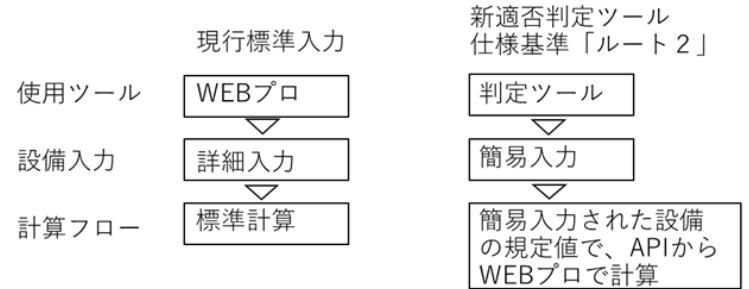 現行標準入力
新適否判定ツール
仕様基準「ルート2」
使用ツール
WEBプロ
判定ツール
設備入力
詳細入力
簡易入力
計算フロー
標準計算
簡易入力された設備
の規定値で、APIから
WEBプロで計算